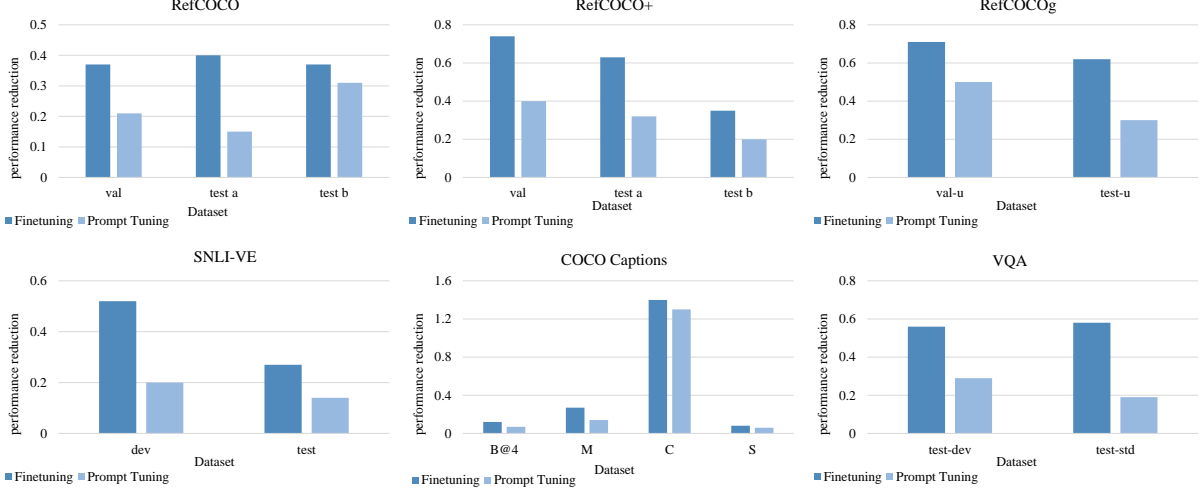 RefCOCO
performance reduction
0.5
0.4
0.3
0.2
0.1
0
val
test a
test b
Dataset
Finetuning
Prompt Tuning
RefCOCO+
performance reduction
0.8
0.6
0.4
0.2
0
val
test a
test b
Dataset
Finetuning
Prompt Tuning
RefCOCOg
performance reduction
0.8
0.6
0.4
0.2
0
val-u
test-u
Dataset
Finetuning
Prompt Tuning
SNLI-VE
performance reduction
0.6
0.4
0.2
0
dev
test
Dataset
Finetuning
Prompt Tuning
COCO Captions
performance reduction
1.6
1.2
0.8
0.4
0.0
B@4
M
C
S
Dataset
Finetuning
Prompt Tuning
VQA
performance reduction
0.8
0.6
0.4
0.2
0
test-dev
test-std
Dataset
Finetuning
Prompt Tuning